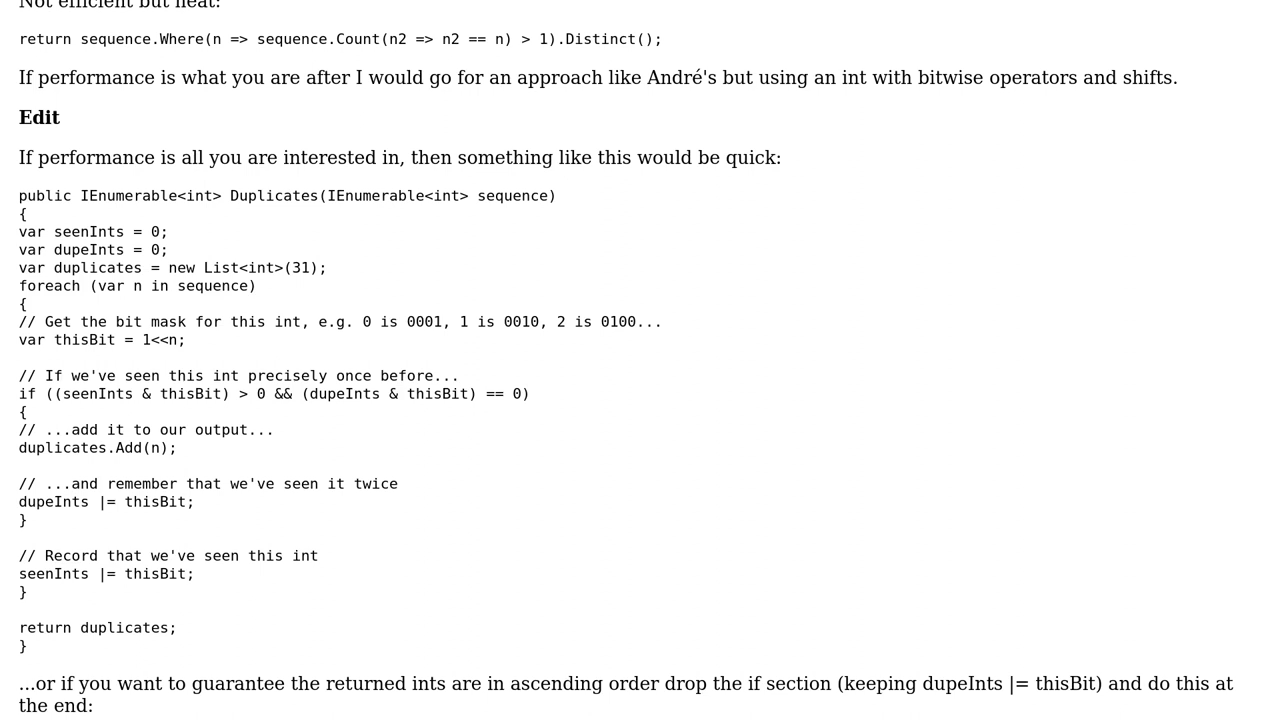 Not efficient but neat:
return sequence.Where(n => sequence.Count(n2 => n2 == n) > 1).Distinct();
If performance is what you are after I would go for an approach like André's but using an int with bitwise operators and shifts.
Edit
If performance is all you are interested in, then something like this would be quick:
public IEnumerable<int> Duplicates(IEnumerable<int> sequence)
{
var seenInts = 0;
var dupeInts = 0;
var duplicates = new List<int>(31);
foreach (var n in sequence)
{
// Get the bit mask for this int, e.g. 0 is 0001, 1 is 0010, 2 is 0100...
var thisBit = 1<<n;
// If we've seen this int precisely once before...
if ((seenInts & thisBit) > 0 && (dupeInts & thisBit) == 0)
{
// ...add it to our output...
duplicates.Add(n);
// ...and remember that we've seen it twice
dupeInts |= thisBit;
}
// Record that we've seen this int
seenInts |= thisBit;
}
return duplicates;
}
...or if you want to guarantee the returned ints are in ascending order drop the if section (keeping dupeInts |= thisBit) and do this at
the end: